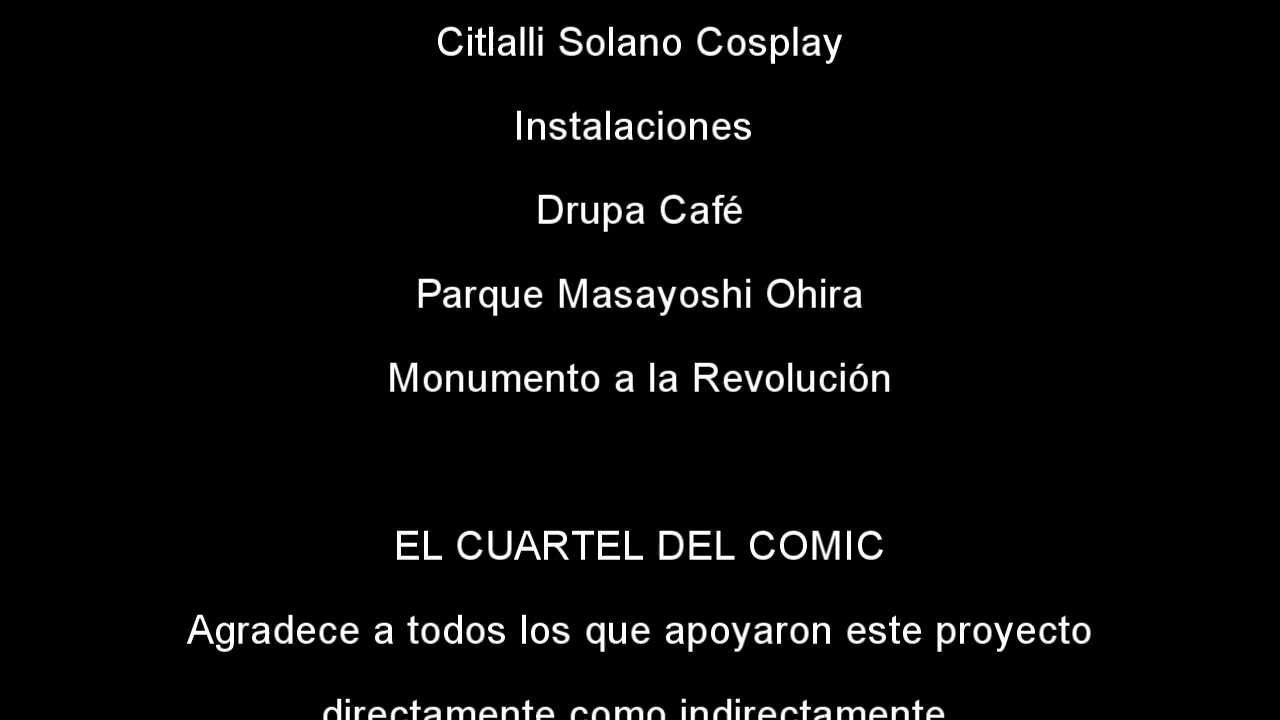 Citlalli Solano Cosplay
Instalaciones
Drupa Café
Parque Masayoshi Ohira
Monumento a la Revolución
EL CUARTEL DEL COMIC
Agradece a todos los que apoyaron este proyecto
directamente como indirectamente